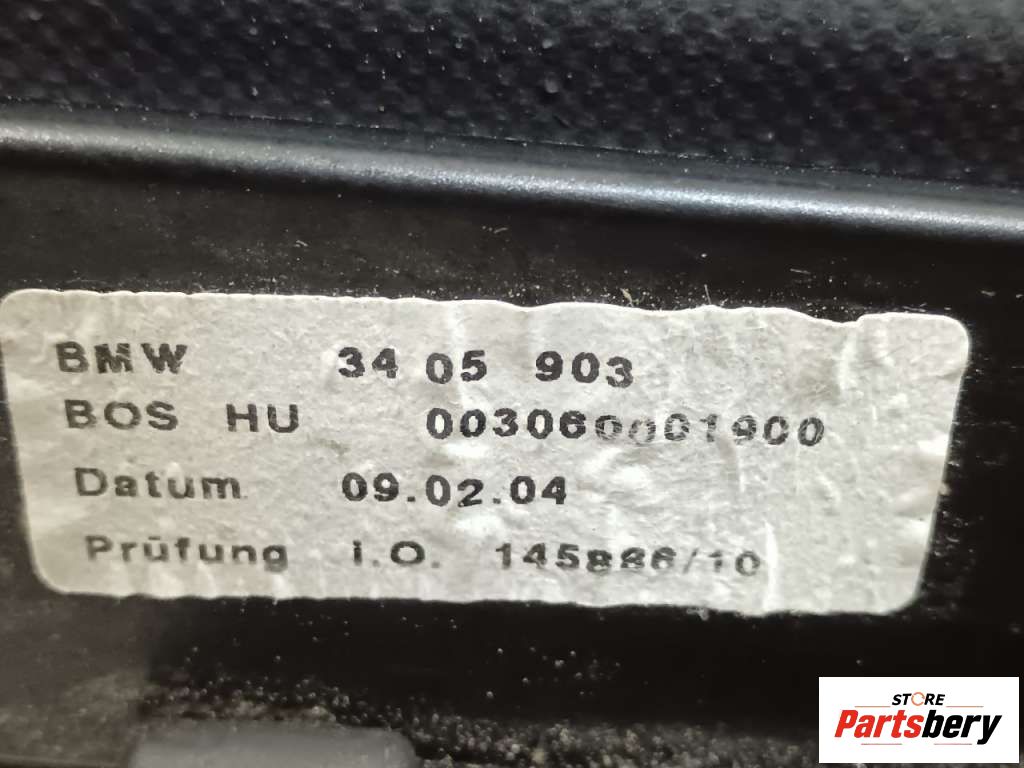 BMW 34 05 903
BOS HU 003060001900
Datum 09.02.04
Prüfung i.O. 145886/10
STORE
Partsbery